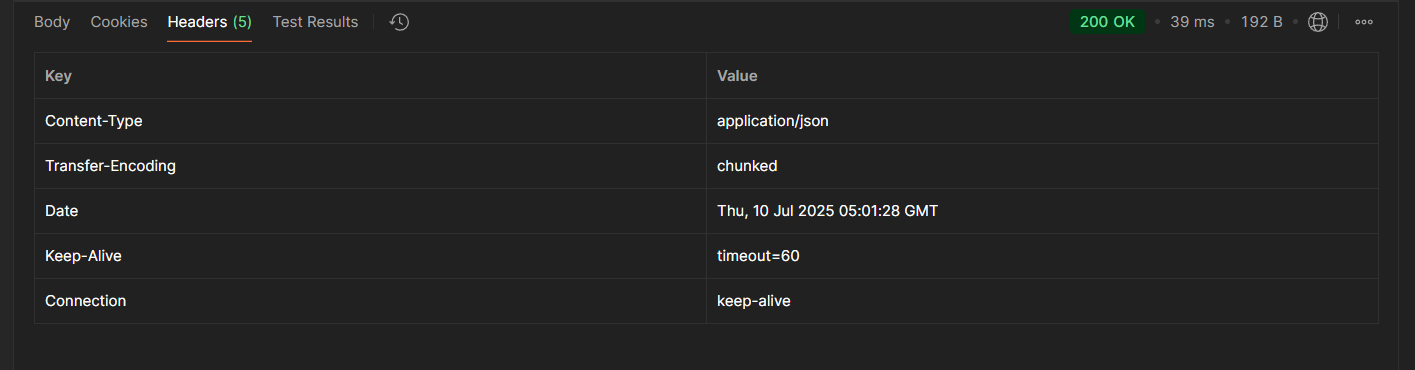 Body Cookies Headers (5) Test Results 200 OK • 39 ms • 192 B •
Key Value
Content-Type application/json
Transfer-Encoding chunked
Date Thu, 10 Jul 2025 05:01:28 GMT
Keep-Alive timeout=60
Connection keep-alive